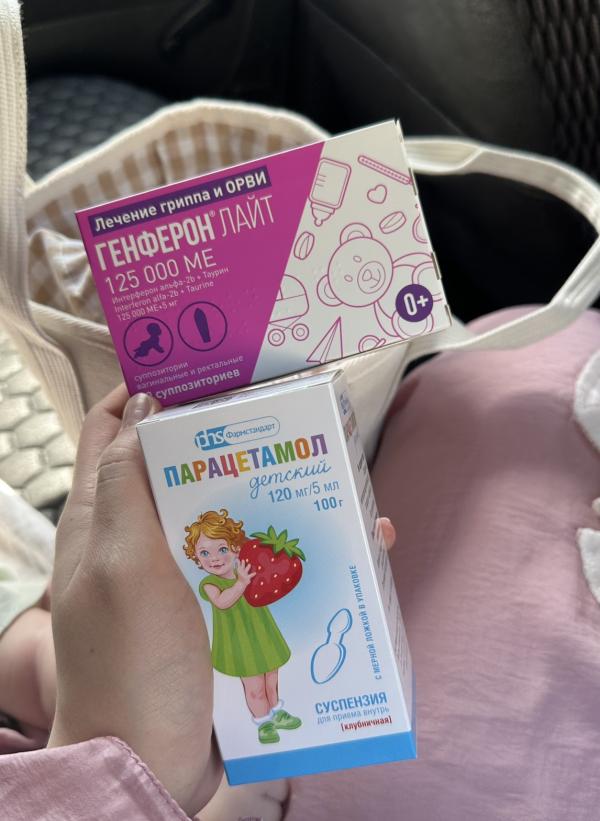 Лечение гриппа и ОРВИ
ГЕНФЕРОН® ЛАЙТ
125 000 МЕ
Интерферон альфа-2b + Таурин
Interferon alfa-2b + Taurine
125 000 МЕ+5 мг
0+
суппозитории
вагинальные и ректальные
суппозиториев
phs Фармстандарт
ПАРАЦЕТАМОЛ
детский
120 мг/5 мл
100 г
С МЕРНОЙ ЛОЖКОЙ В УПАКОВКЕ
СУСПЕНЗИЯ
для приема внутрь
[клубничная]